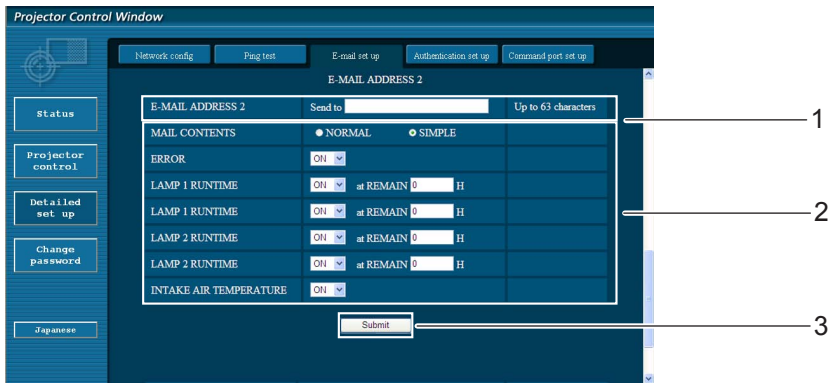 Projector Control Window
Network config Ping test E-mail set up Authentication set up Command port set up
E-MAIL ADDRESS 2
E-MAIL ADDRESS 2 Send to Up to 63 characters
MAIL CONTENTS NORMAL SIMPLE
ERROR ON
LAMP 1 RUNTIME ON at REMAIN 0 H
LAMP 1 RUNTIME ON at REMAIN 0 H
LAMP 2 RUNTIME ON at REMAIN 0 H
LAMP 2 RUNTIME ON at REMAIN 0 H
INTAKE AIR TEMPERATURE ON
Submit
Status
Projector
control
Detailed
set up
Change
password
Japanese
1
2
3